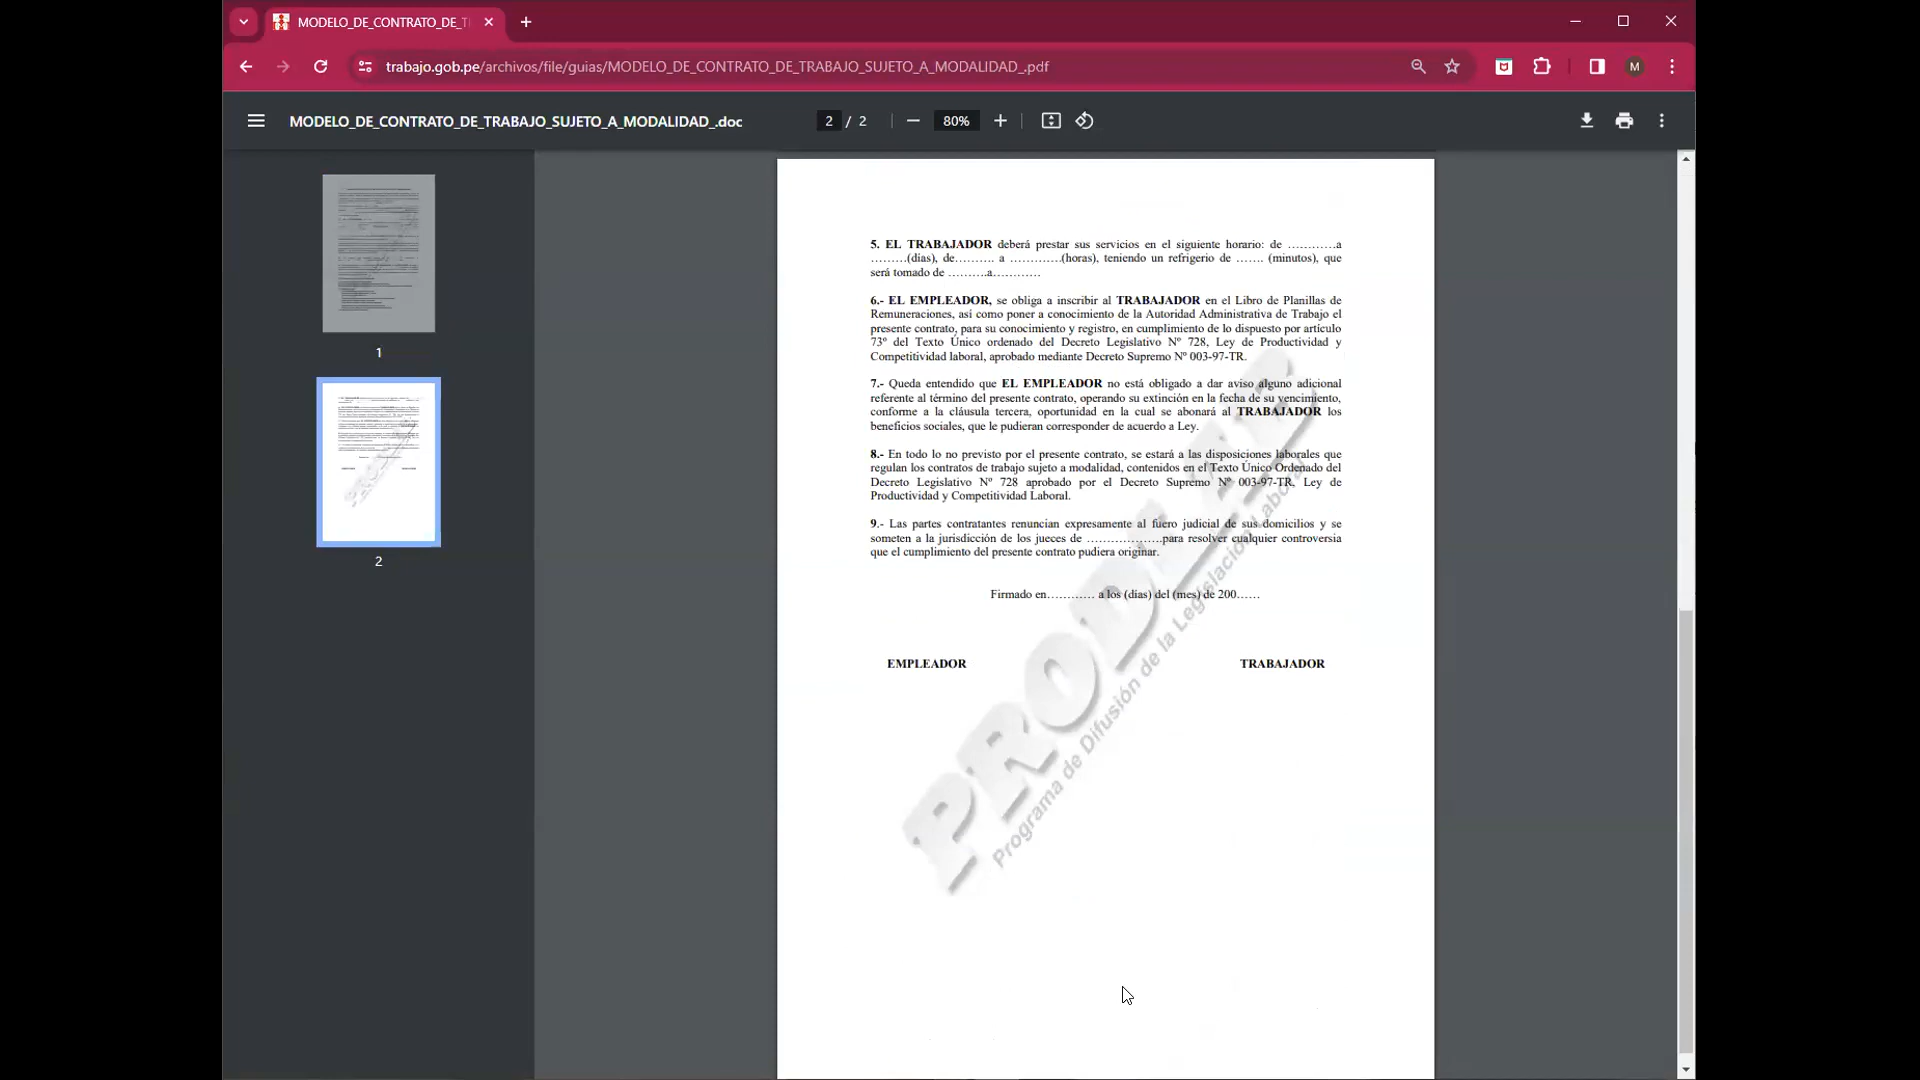 MODELO_DE_CONTRATO_DE_T
trabajo.gob.pe/archivos/file/guias/MODELO_DE_CONTRATO_DE_TRABAJO_SUJETO_A_MODALIDAD_.pdf
M
MODELO_DE_CONTRATO_DE_TRABAJO_SUJETO_A_MODALIDAD_.doc
2 / 2
80%
1
2
5. EL TRABAJADOR deberá prestar sus servicios en el siguiente horario: de …………a
………(días), de………. a ………….(horas), teniendo un refrigerio de ……. (minutos), que
será tomado de ……….a…………
6.- EL EMPLEADOR, se obliga a inscribir al TRABAJADOR en el Libro de Planillas de
Remuneraciones, así como poner a conocimiento de la Autoridad Administrativa de Trabajo el
presente contrato, para su conocimiento y registro, en cumplimiento de lo dispuesto por artículo
73º del Texto Único ordenado del Decreto Legislativo Nº 728, Ley de Productividad y
Competitividad laboral, aprobado mediante Decreto Supremo Nº 003-97-TR.
7.- Queda entendido que EL EMPLEADOR no está obligado a dar aviso alguno adicional
referente al término del presente contrato, operando su extinción en la fecha de su vencimiento,
conforme a la cláusula tercera, oportunidad en la cual se abonará al TRABAJADOR los
beneficios sociales, que le pudieran corresponder de acuerdo a Ley.
8.- En todo lo no previsto por el presente contrato, se estará a las disposiciones laborales que
regulan los contratos de trabajo sujeto a modalidad, contenidos en el Texto Único Ordenado del
Decreto Legislativo Nº 728 aprobado por el Decreto Supremo Nº 003-97-TR, Ley de
Productividad y Competitividad Laboral.
9.- Las partes contratantes renuncian expresamente al fuero judicial de sus domicilios y se
someten a la jurisdicción de los jueces de ………………..para resolver cualquier controversia
que el cumplimiento del presente contrato pudiera originar.
Firmado en………… a los (días) del (mes) de 200……
EMPLEADOR TRABAJADOR
PRODLAB
Programa de Difusión de la Legislación Laboral